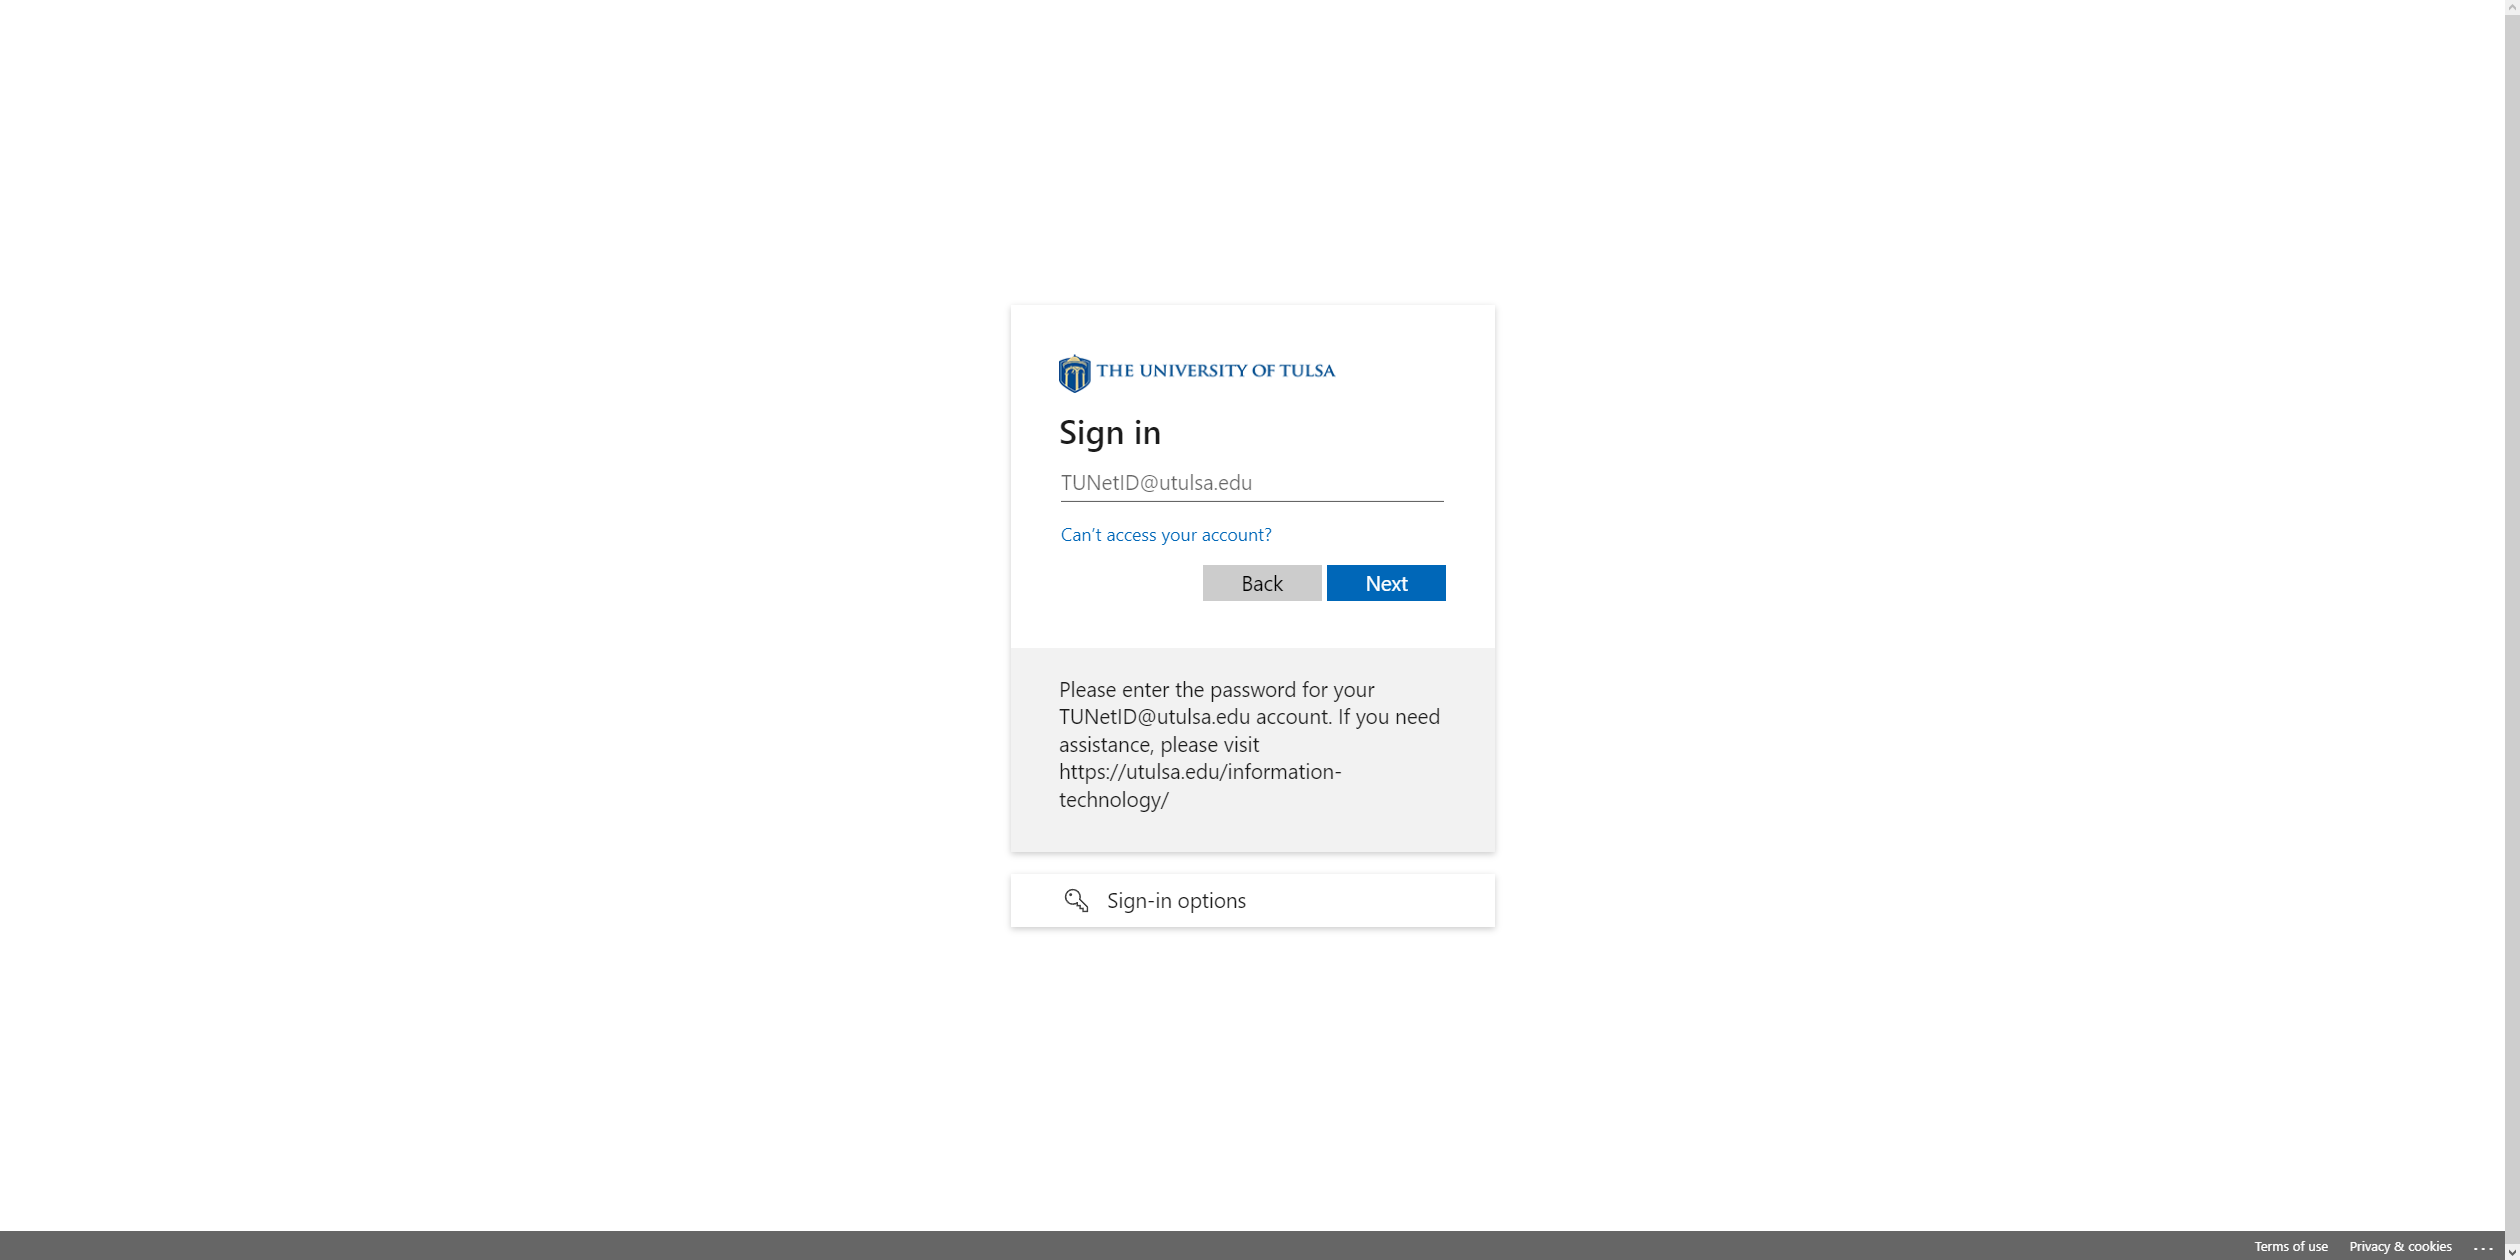 THE UNIVERSITY OF TULSA
Sign in
TUNetID@utulsa.edu
Can't access your account?
Back
Next
Please enter the password for your
TUNetID@utulsa.edu account. If you need
assistance, please visit
https://utulsa.edu/information-
technology/
Sign-in options
Terms of use
Privacy & cookies
...